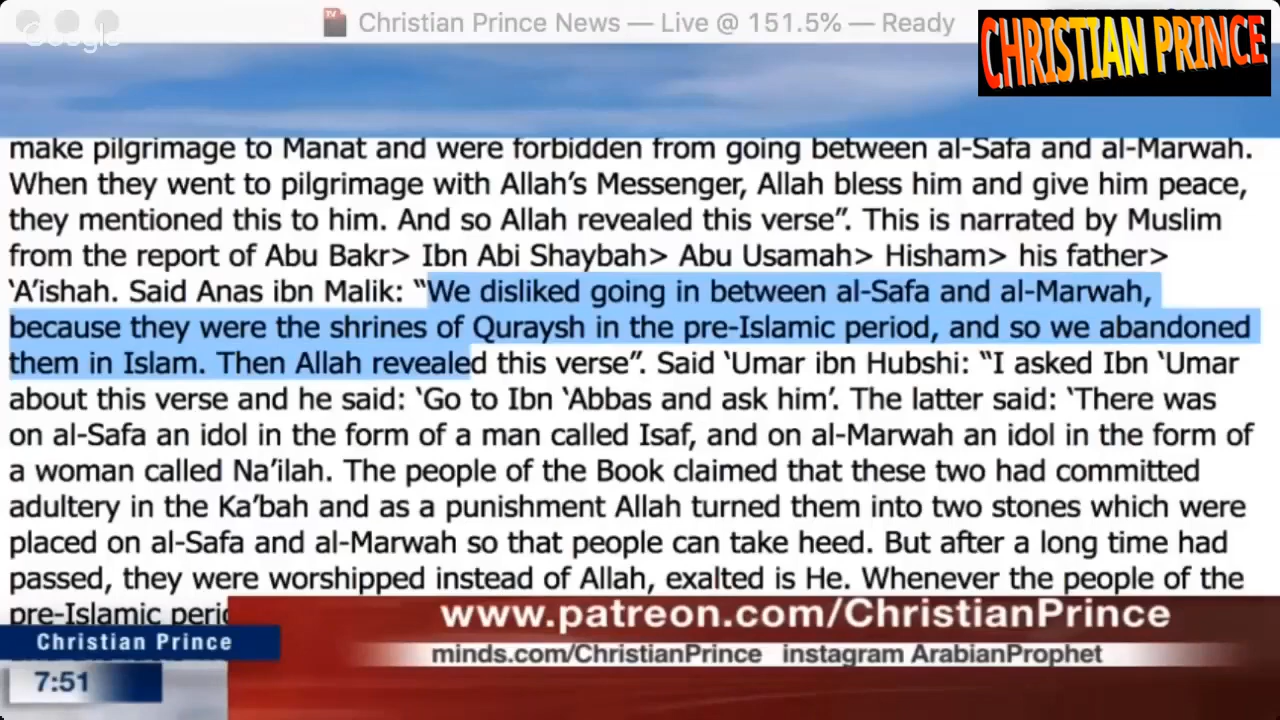 Christian Prince News — Live @ 151.5% — Ready
Google
CHRISTIAN PRINCE
make pilgrimage to Manat and were forbidden from going between al-Safa and al-Marwah.
When they went to pilgrimage with Allah's Messenger, Allah bless him and give him peace,
they mentioned this to him. And so Allah revealed this verse”. This is narrated by Muslim
from the report of Abu Bakr> Ibn Abi Shaybah> Abu Usamah> Hisham> his father>
‘A’ishah. Said Anas ibn Malik: “We disliked going in between al-Safa and al-Marwah,
because they were the shrines of Quraysh in the pre-Islamic period, and so we abandoned
them in Islam. Then Allah revealed this verse”. Said ‘Umar ibn Hubshi: “I asked Ibn ‘Umar
about this verse and he said: ‘Go to Ibn ‘Abbas and ask him’. The latter said: ‘There was
on al-Safa an idol in the form of a man called Isaf, and on al-Marwah an idol in the form of
a woman called Na’ilah. The people of the Book claimed that these two had committed
adultery in the Ka’bah and as a punishment Allah turned them into two stones which were
placed on al-Safa and al-Marwah so that people can take heed. But after a long time had
passed, they were worshipped instead of Allah, exalted is He. Whenever the people of the
pre-Islamic perio
www.patreon.com/ChristianPrince
Christian Prince
minds.com/ChristianPrince instagram ArabianProphet
7:51